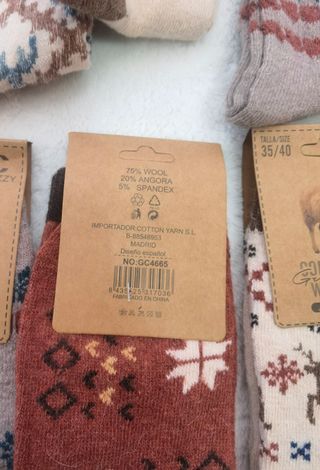 75% WOOL
20% ANGORA
5% SPANDEX
IMPORTADOR:COTTON YARN S.L
B-88548953
MADRID
Diseño español
NO:GC4665
FABRICADO EN CHINA
TALLA/SIZE
35/40